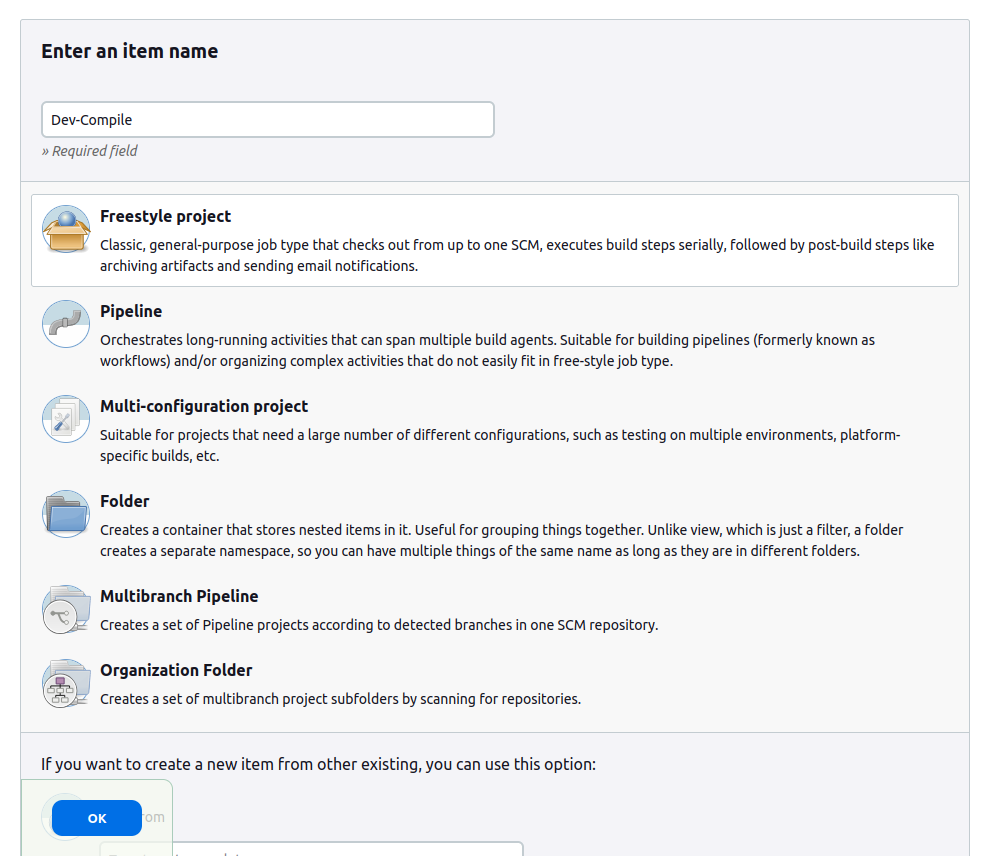 Enter an item name
Dev-Compile
» Required field
Freestyle project
Classic, general-purpose job type that checks out from up to one SCM, executes build steps serially, followed by post-build steps like
archiving artifacts and sending email notifications.
Pipeline
Orchestrates long-running activities that can span multiple build agents. Suitable for building pipelines (formerly known as
workflows) and/or organizing complex activities that do not easily fit in free-style job type.
Multi-configuration project
Suitable for projects that need a large number of different configurations, such as testing on multiple environments, platform-
specific builds, etc.
Folder
Creates a container that stores nested items in it. Useful for grouping things together. Unlike view, which is just a filter, a folder
creates a separate namespace, so you can have multiple things of the same name as long as they are in different folders.
Multibranch Pipeline
Creates a set of Pipeline projects according to detected branches in one SCM repository.
Organization Folder
Creates a set of multibranch project subfolders by scanning for repositories.
If you want to create a new item from other existing, you can use this option:
OK